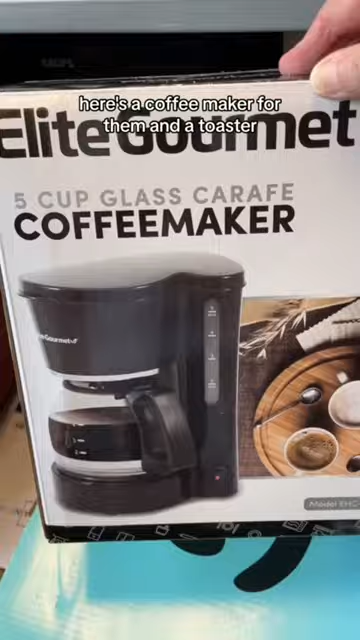 here's a coffee maker for
them and a toaster
Elite Gourmet
5 CUP GLASS CARAFE
COFFEEMAKER